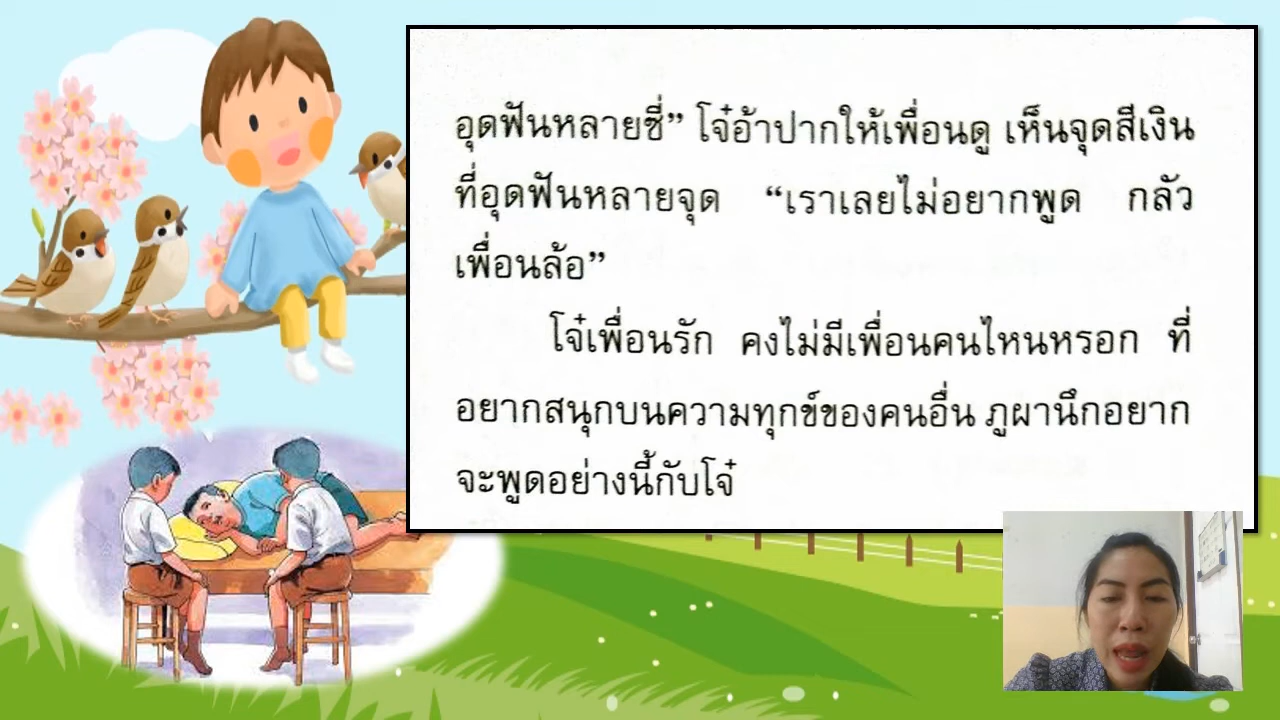 อุดฟันหลายซี่” โจ๋อ้าปากให้เพื่อนดู เห็นจุดสีเงิน
ที่อุดฟันหลายจุด “เราเลยไม่อยากพูด กลัว
เพื่อนล้อ”
โจ๋เพื่อนรัก คงไม่มีเพื่อนคนไหนหรอก ที่
อยากสนุกบนความทุกข์ของคนอื่น ภูผานึกอยาก
จะพูดอย่างนี้กับโจ๋